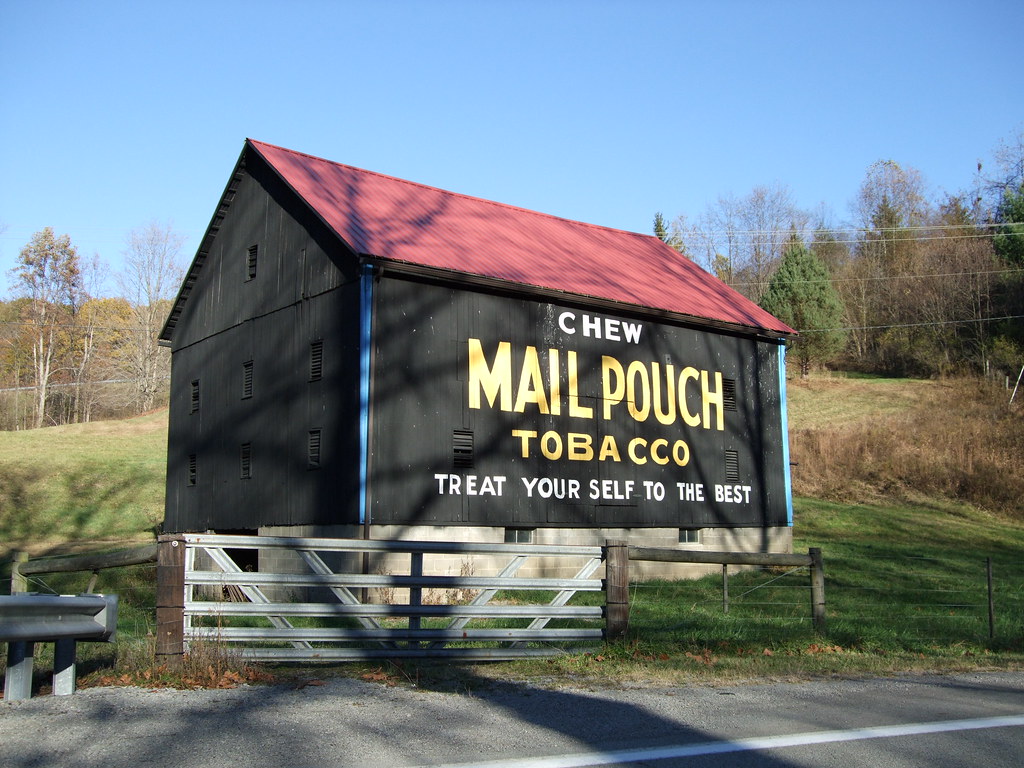 CHEW
MAIL POUCH
TOBACCO
TREAT YOUR SELF TO THE BEST